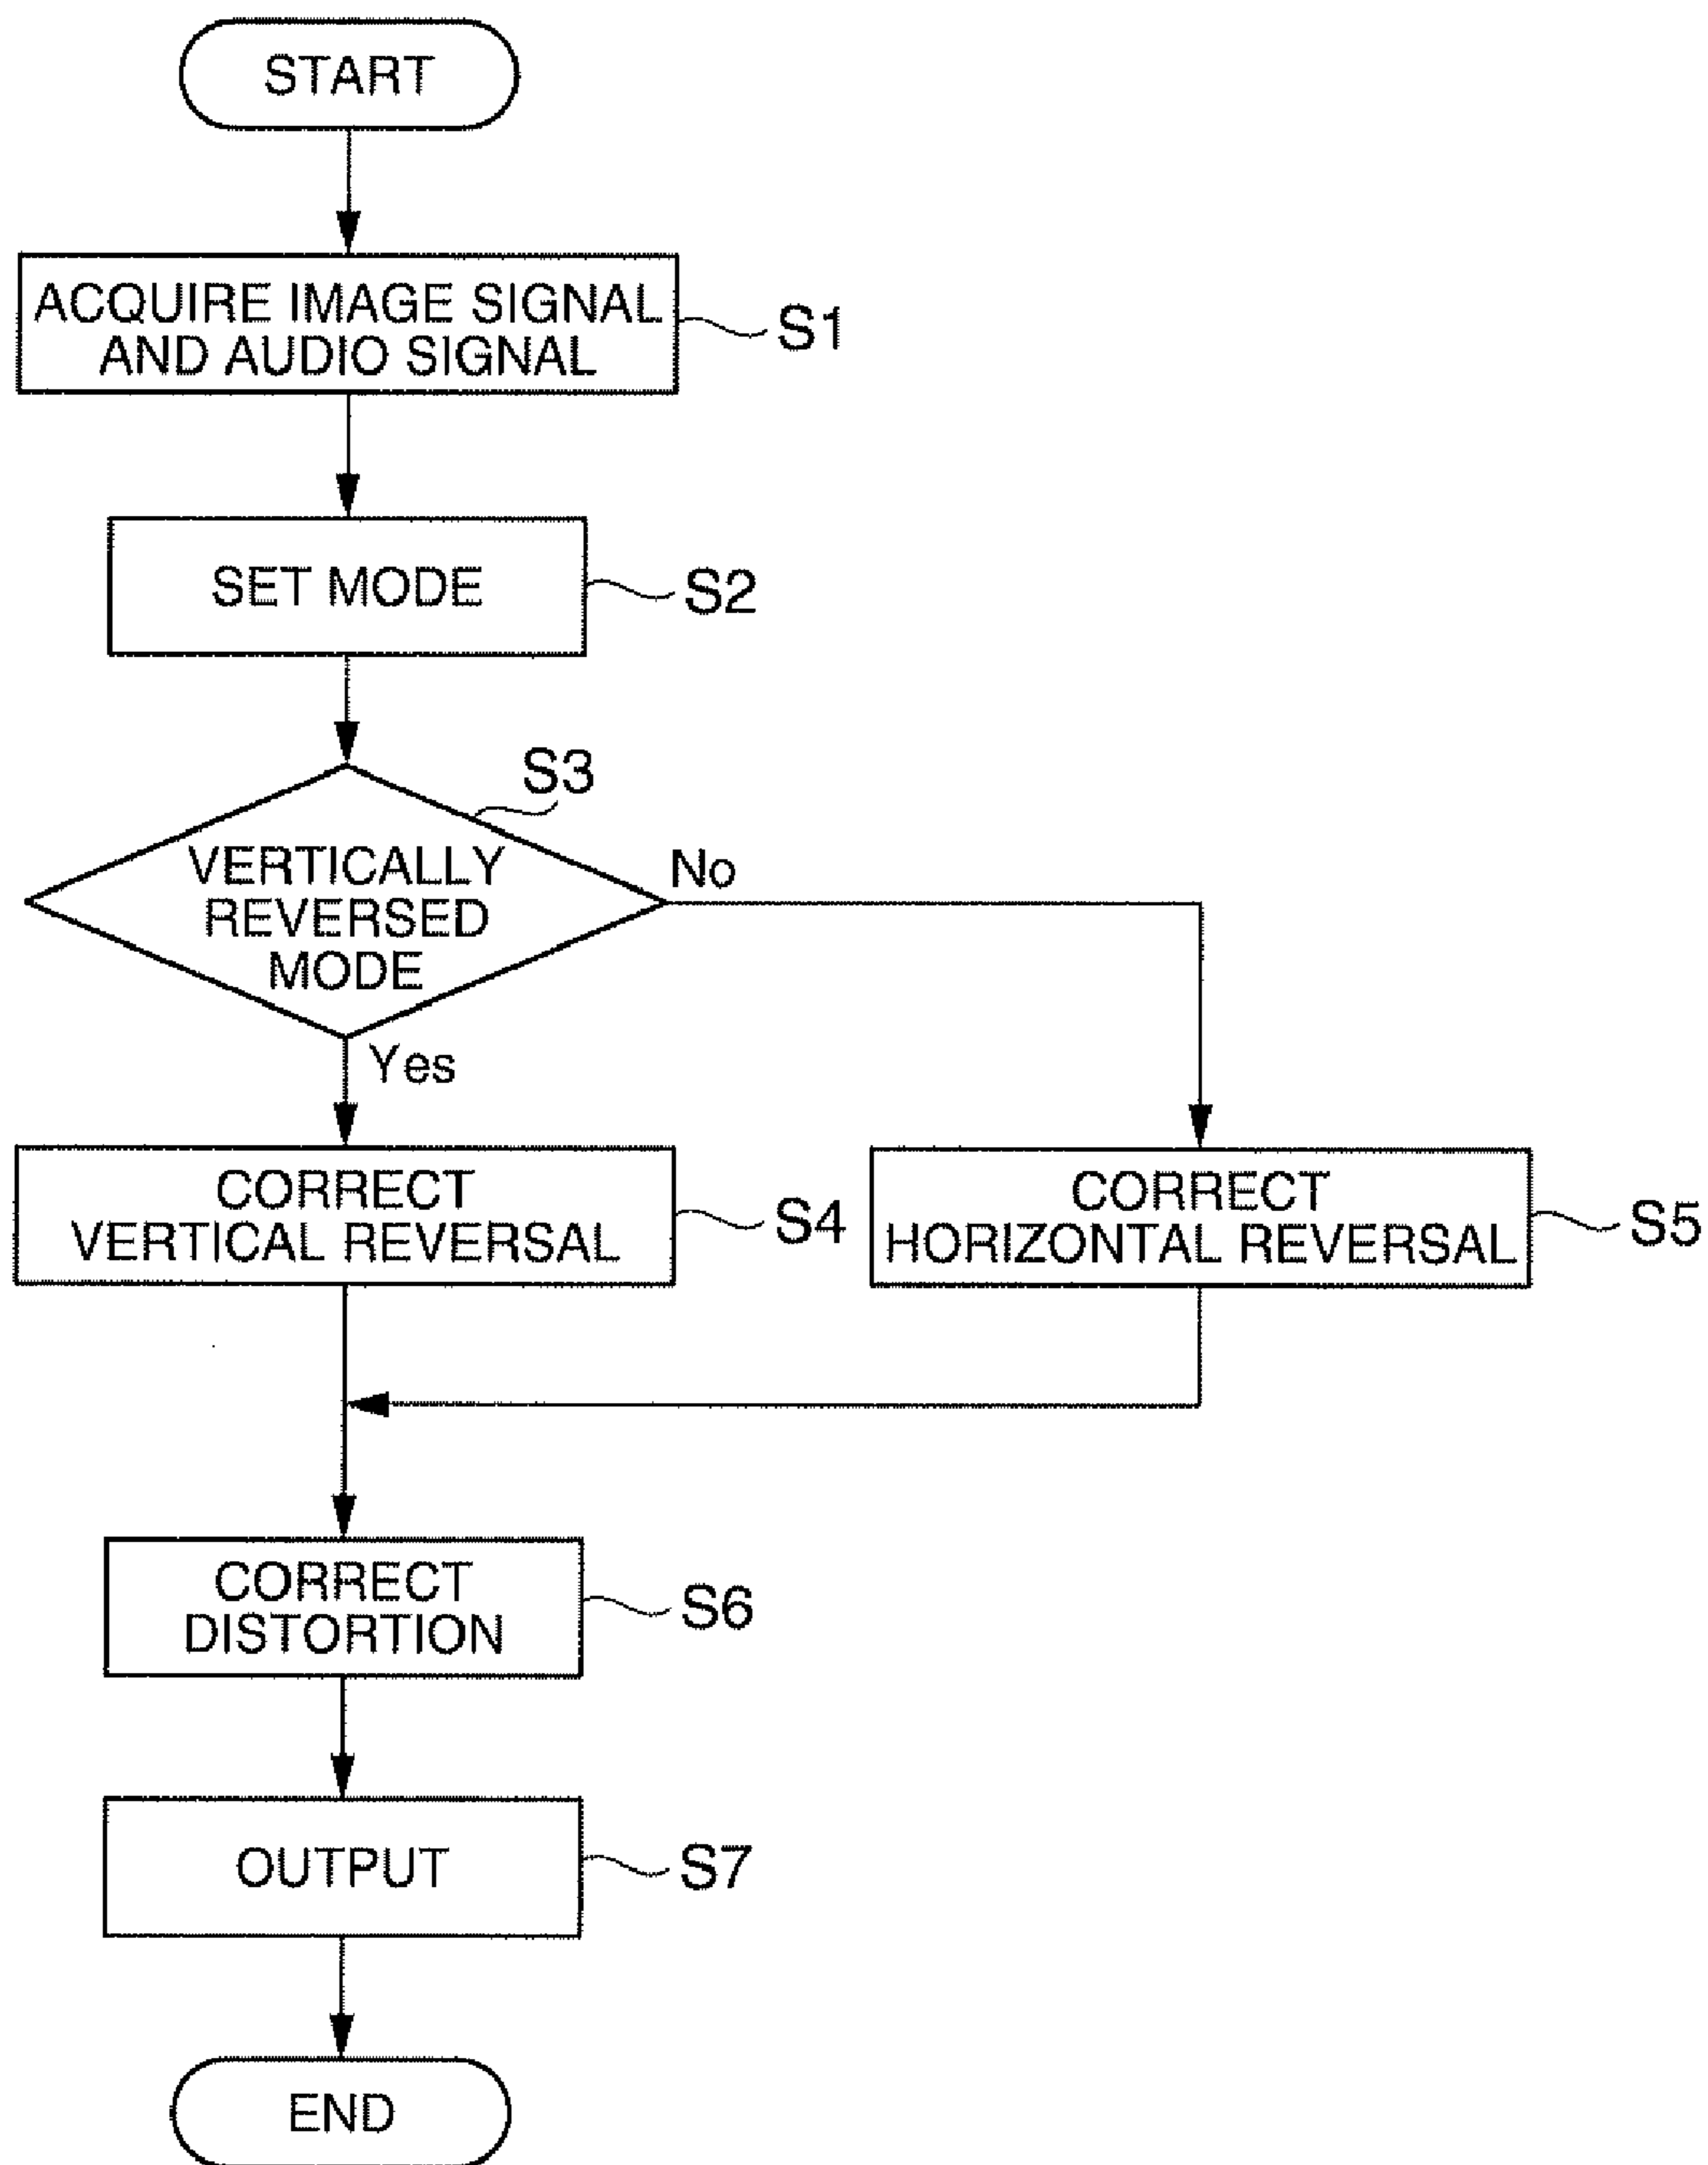 START
ACQUIRE IMAGE SIGNAL
AND AUDIO SIGNAL
S1
SET MODE
S2
S3
VERTICALLY
REVERSED
MODE
No
Yes
CORRECT
VERTICAL REVERSAL
S4
CORRECT
HORIZONTAL REVERSAL
S5
CORRECT
DISTORTION
S6
OUTPUT
S7
END